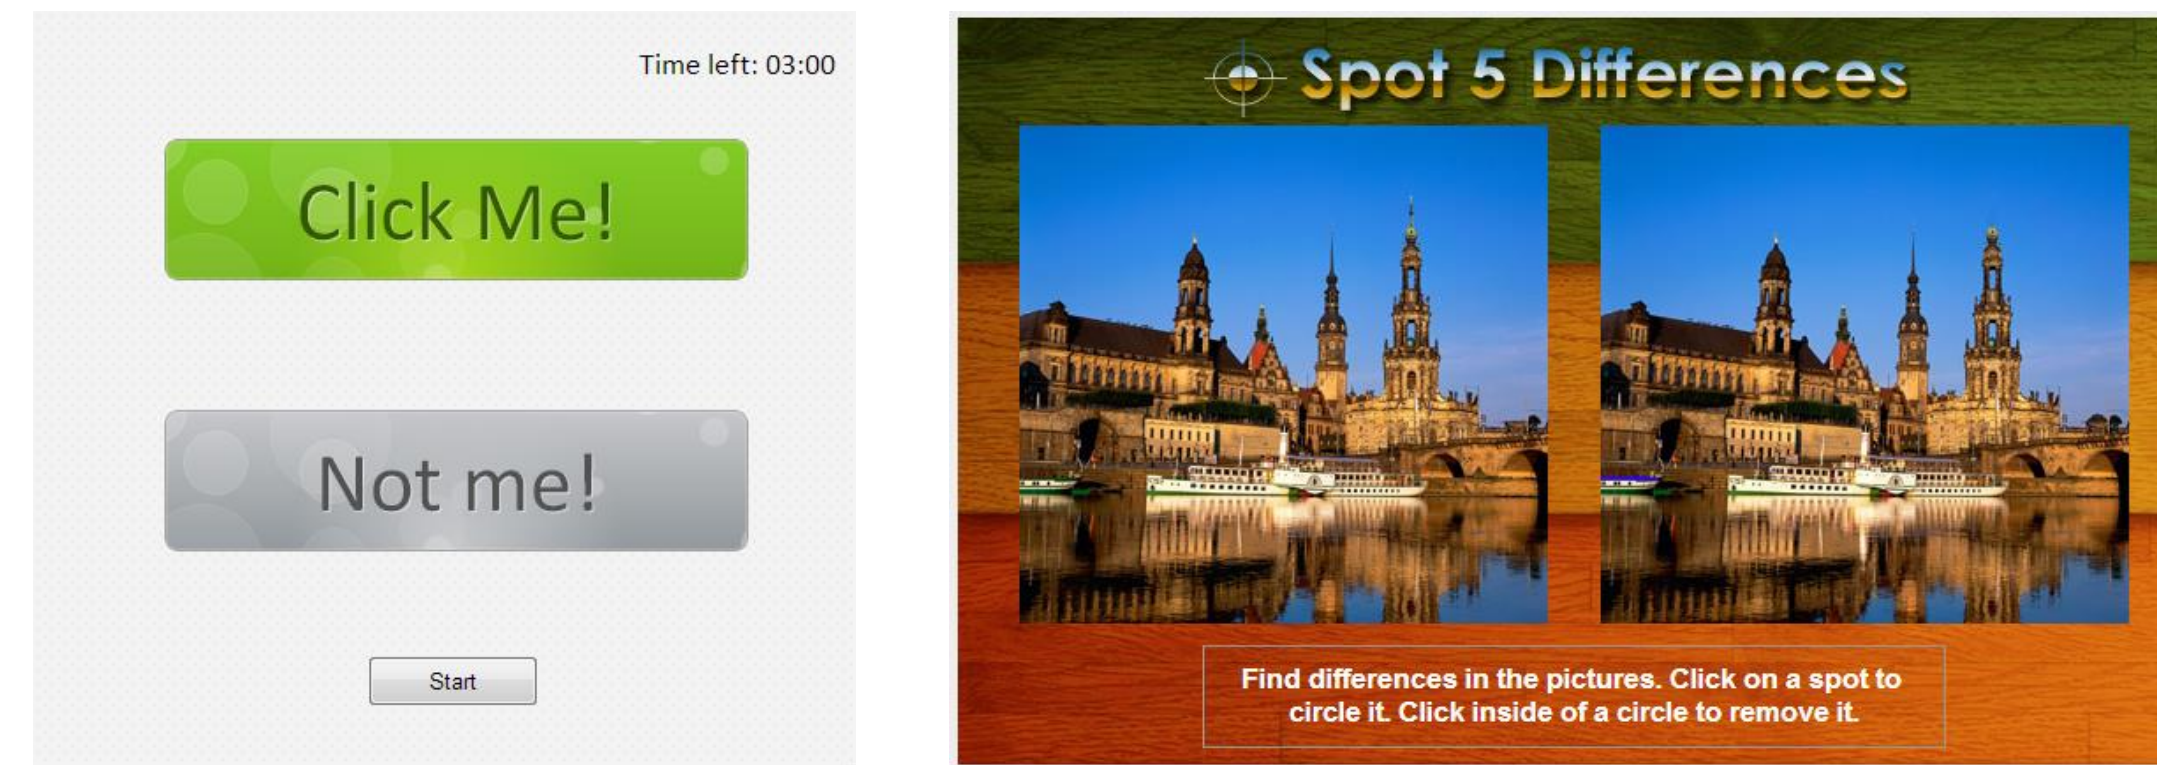 Time left: 03:00
Click Me!
Not me!
Start
Spot 5 Differences
Find differences in the pictures. Click on a spot to
circle it. Click inside of a circle to remove it.